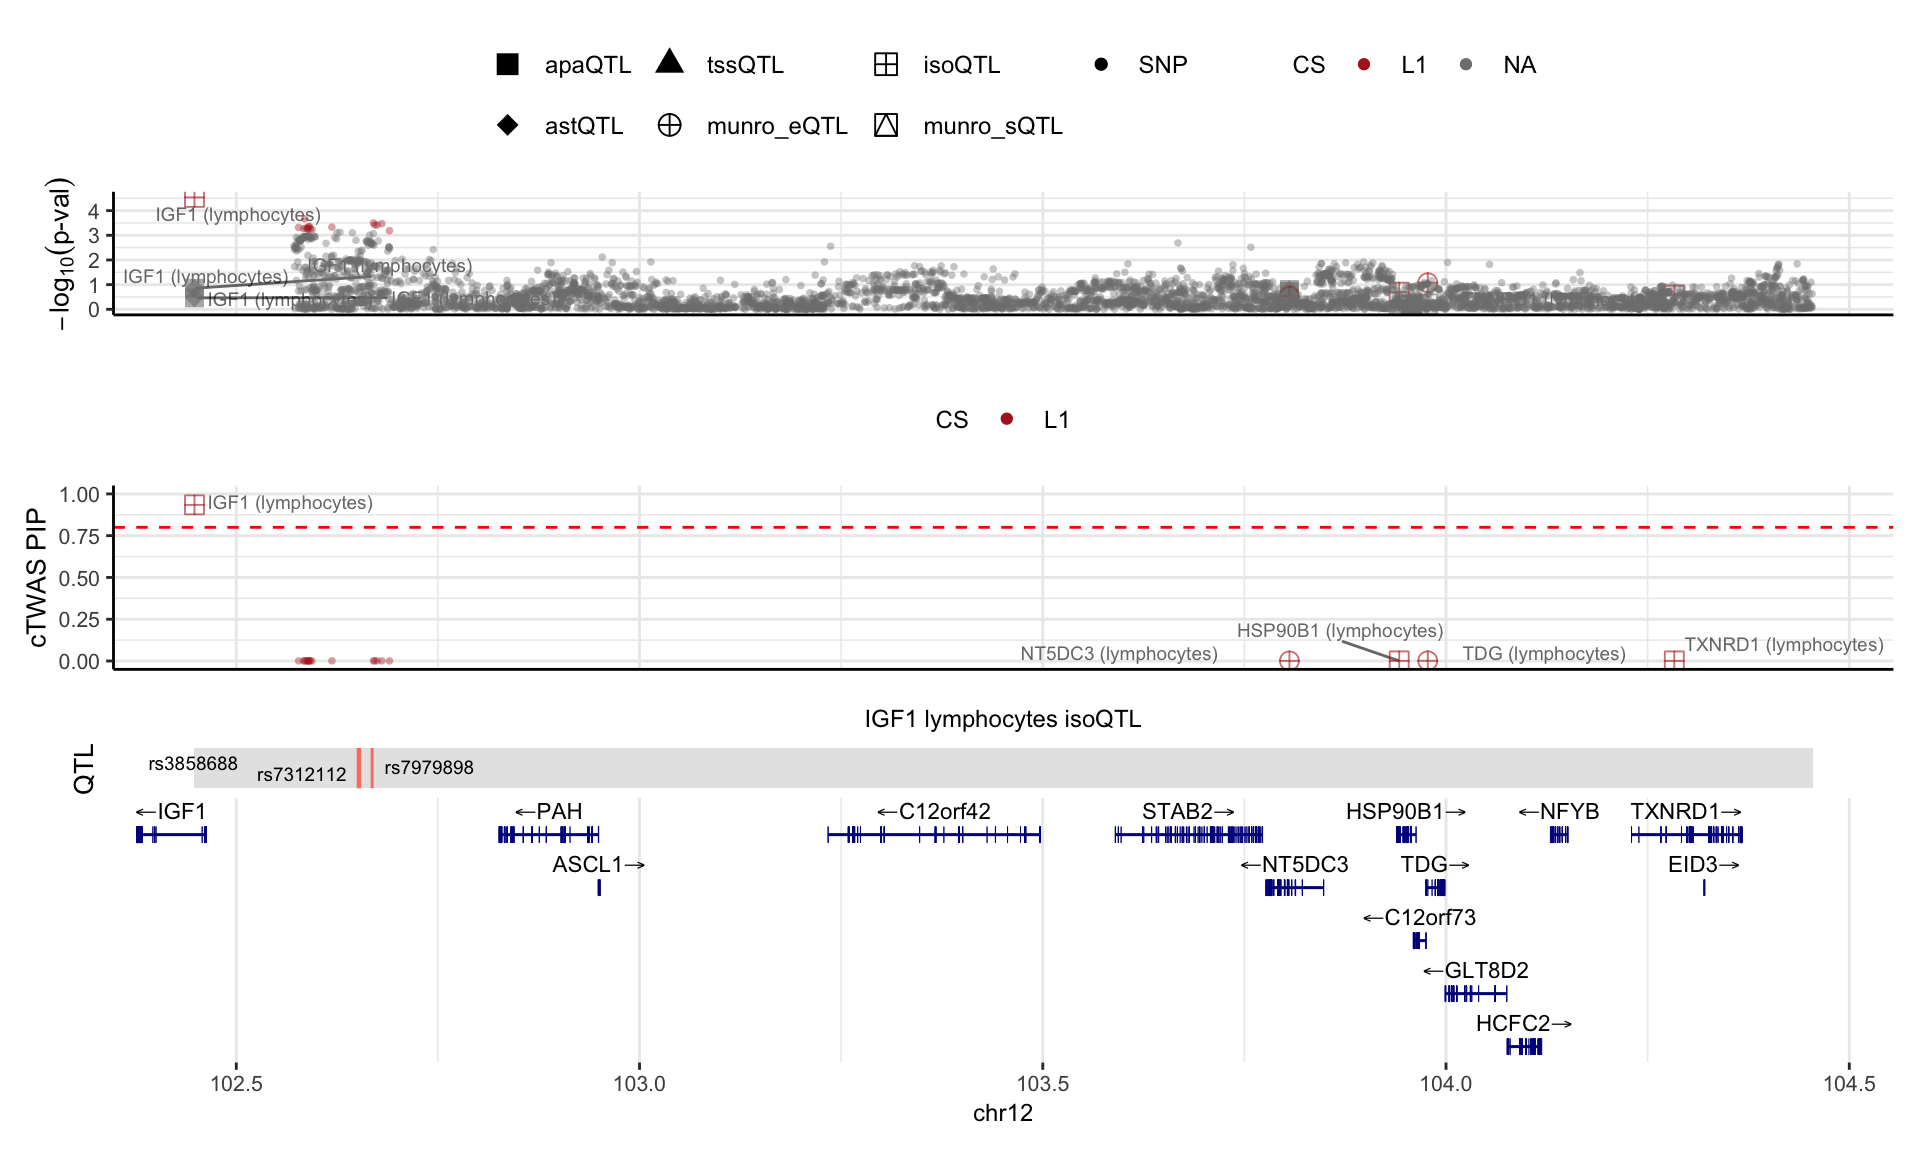 apaQTL tssQTL isoQTL SNP CS L1 NA
astQTL munro_eQTL munro_sQTL
−log10(p-val)
4
3
2
1
0
IGF1 (lymphocytes)
IGF1 (lymphocytes)
IGF1 (lymphocytes)
IGF1 (lymphocytes)
IGF1 (lymphocytes)
CS L1
cTWAS PIP
1.00
0.75
0.50
0.25
0.00
IGF1 (lymphocytes)
HSP90B1 (lymphocytes)
NT5DC3 (lymphocytes)
TDG (lymphocytes)
TXNRD1 (lymphocytes)
IGF1 lymphocytes isoQTL
QTL
rs3858688
rs7312112
rs7979898
←IGF1 ←PAH ←C12orf42 STAB2→ HSP90B1→ ←NFYB TXNRD1→
ASCL1→ ←NT5DC3 TDG→ EID3→
←C12orf73
←GLT8D2
HCFC2→
102.5 103.0 103.5 104.0 104.5
chr12